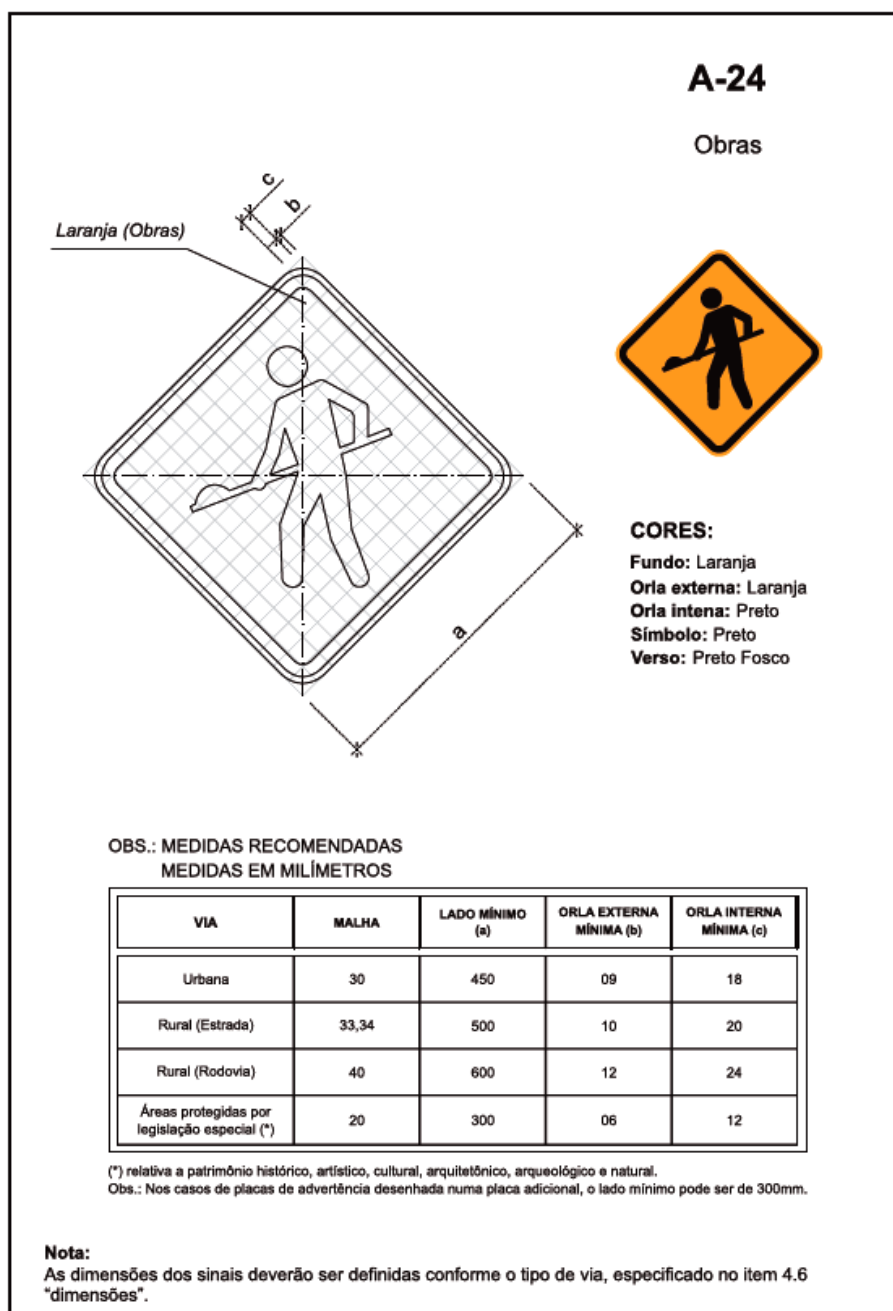 A-24
Obras
c
b
Laranja (Obras)
a
CORES:
Fundo: Laranja
Orla externa: Laranja
Orla intena: Preto
Símbolo: Preto
Verso: Preto Fosco
OBS.: MEDIDAS RECOMENDADAS
MEDIDAS EM MILÍMETROS
VIA MALHA LADO MÍNIMO (a) ORLA EXTERNA MÍNIMA (b) ORLA INTERNA MÍNIMA (c)
Urbana 30 450 09 18
Rural (Estrada) 33,34 500 10 20
Rural (Rodovia) 40 600 12 24
Áreas protegidas por legislação especial (*) 20 300 06 12
(*) relativa a patrimônio histórico, artístico, cultural, arquitetônico, arqueológico e natural.
Obs.: Nos casos de placas de advertência desenhada numa placa adicional, o lado mínimo pode ser de 300mm.
Nota:
As dimensões dos sinais deverão ser definidas conforme o tipo de via, especificado no item 4.6
“dimensões”.